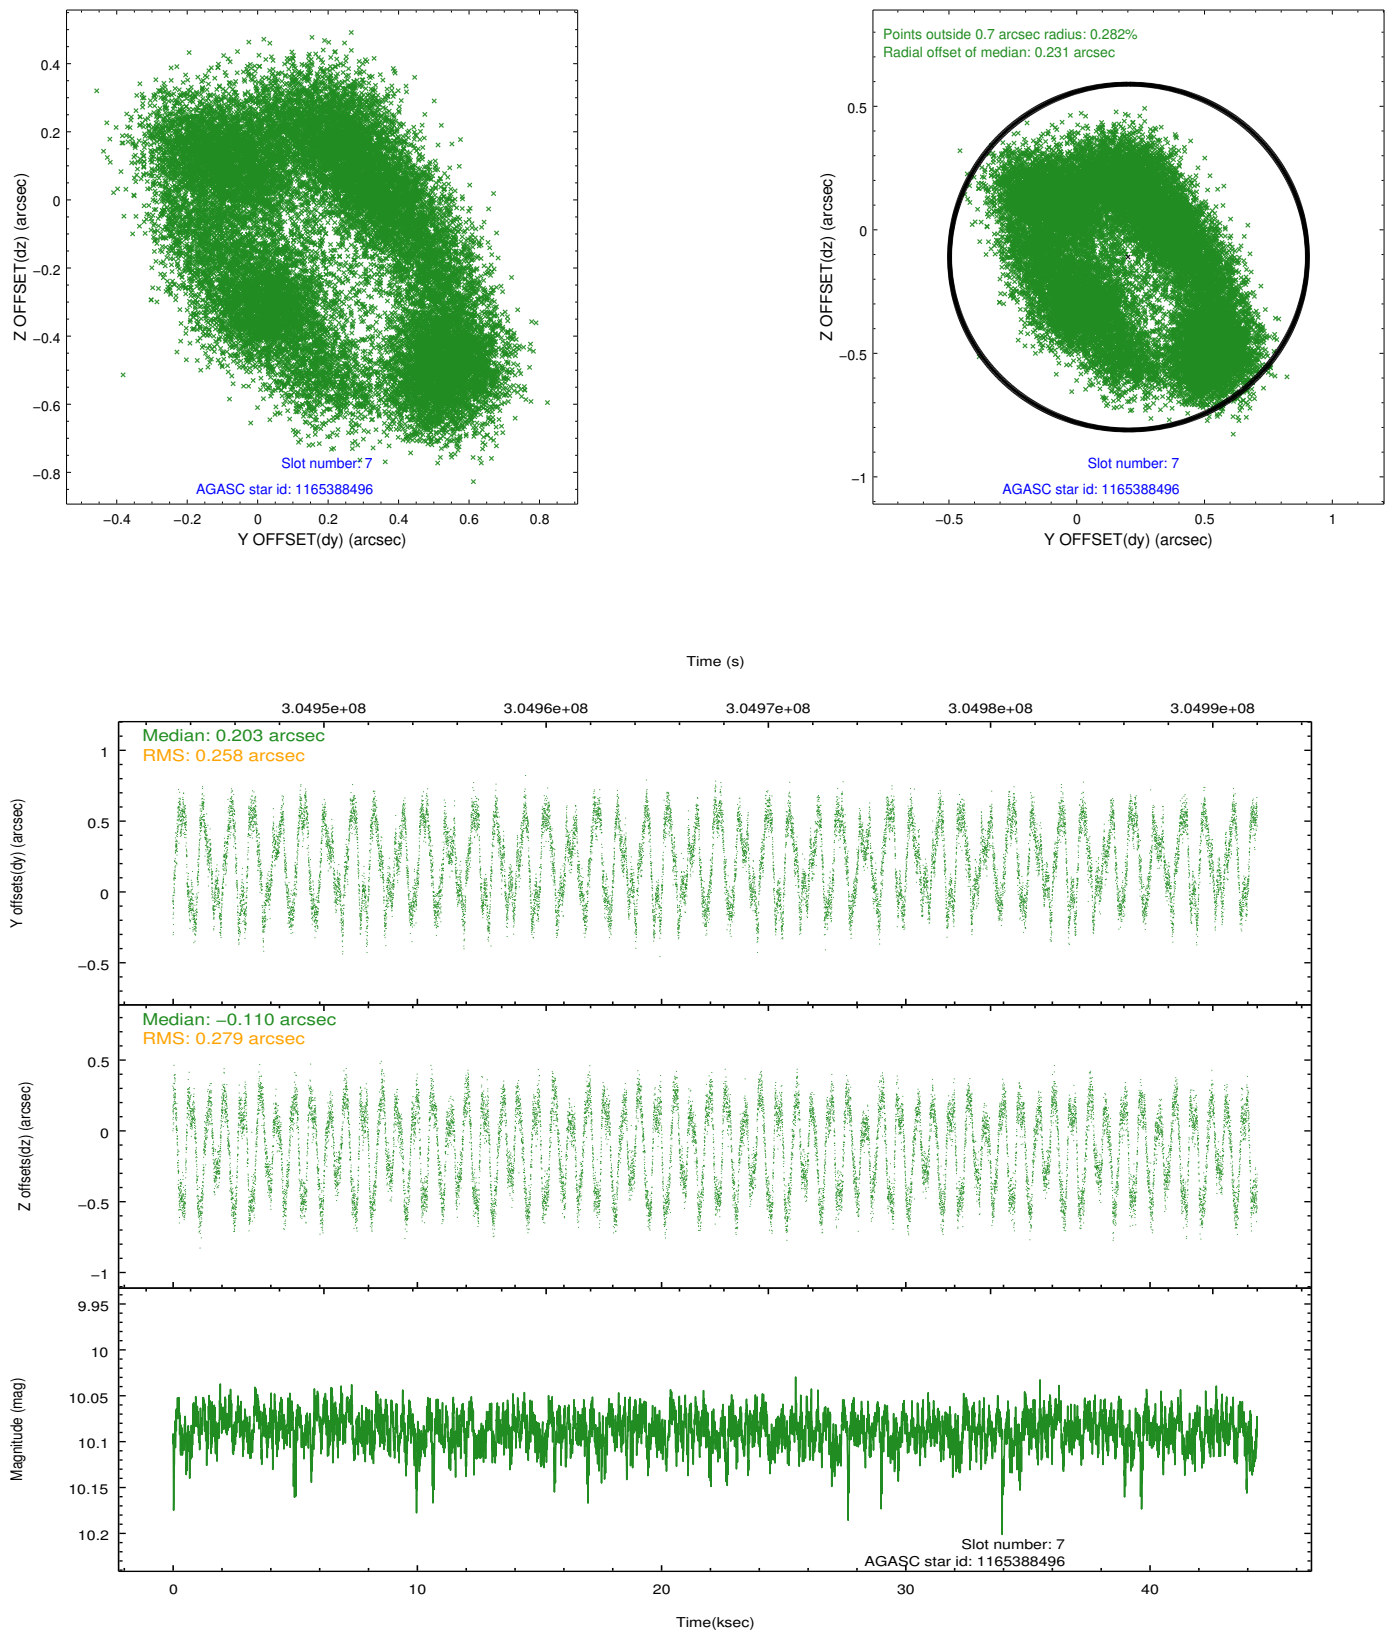 0.4
0.2
0
−0.2
−0.4
−0.6
−0.8
Z OFFSET(dz) (arcsec)
Slot number: 7
AGASC star id: 1165388496
−0.4 −0.2 0 0.2 0.4 0.6 0.8
Y OFFSET(dy) (arcsec)
Points outside 0.7 arcsec radius: 0.282%
Radial offset of median: 0.231 arcsec
0.5
0
−0.5
−1
Z OFFSET(dz) (arcsec)
Slot number: 7
AGASC star id: 1165388496
−0.5 0 0.5 1
Y OFFSET(dy) (arcsec)
Time (s)
3.0495e+08 3.0496e+08 3.0497e+08 3.0498e+08 3.0499e+08
Median: 0.203 arcsec
RMS: 0.258 arcsec
1
0.5
0
−0.5
Y offsets(dy) (arcsec)
Median: −0.110 arcsec
RMS: 0.279 arcsec
0.5
0
−0.5
−1
Z offsets(dz) (arcsec)
9.95
10
10.05
10.1
10.15
10.2
Magnitude (mag)
Slot number: 7
AGASC star id: 1165388496
0 10 20 30 40
Time(ksec)